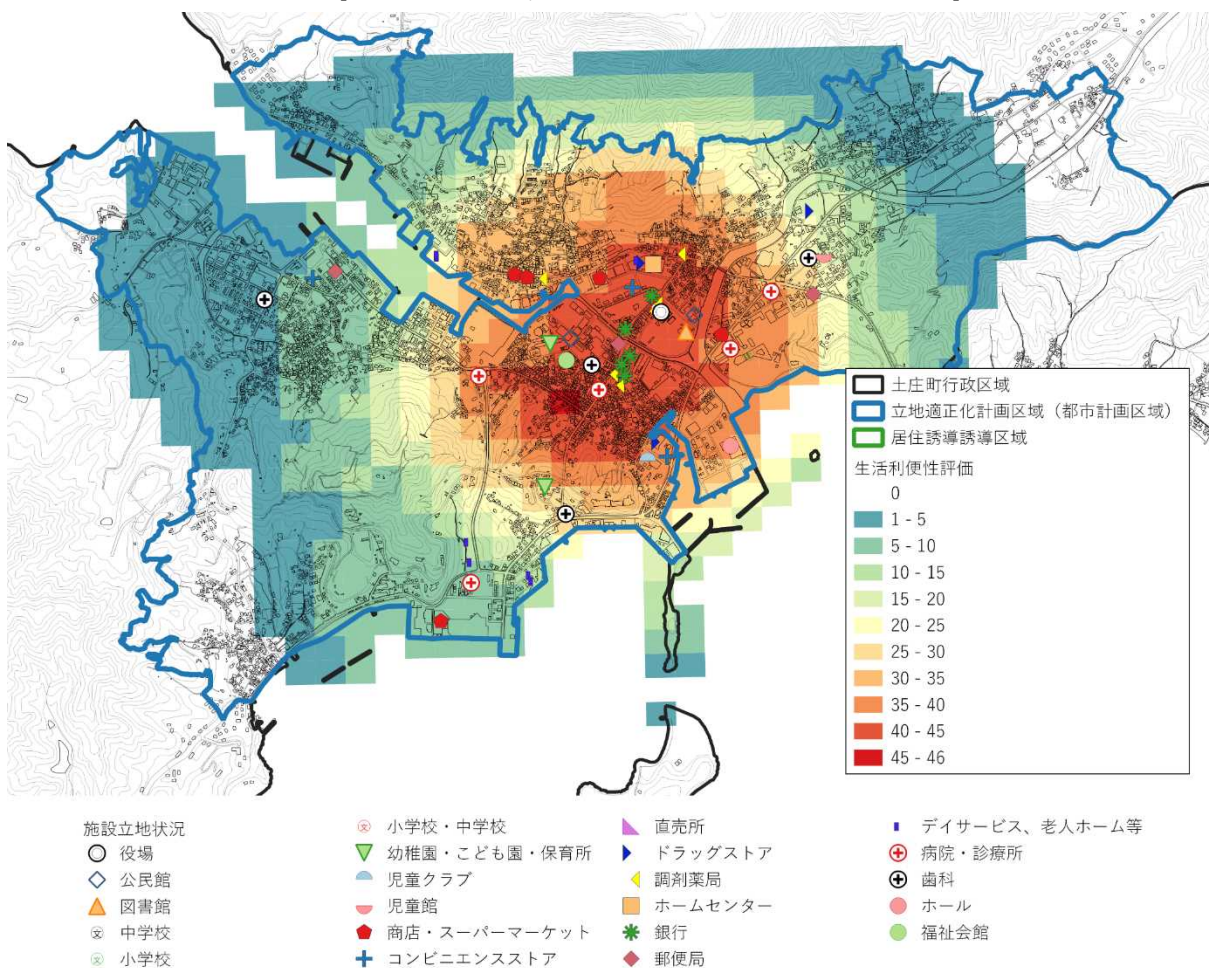 土庄町行政区域
立地適正化計画区域（都市計画区域）
居住誘導誘導区域
生活利便性評価
0
1 - 5
5 - 10
10 - 15
15 - 20
20 - 25
25 - 30
30 - 35
35 - 40
40 - 45
45 - 46
施設立地状況
役場
公民館
図書館
文 中学校
文 小学校
文 小学校・中学校
幼稚園・こども園・保育所
児童クラブ
児童館
商店・スーパーマーケット
コンビニエンスストア
直売所
ドラッグストア
調剤薬局
ホームセンター
銀行
郵便局
デイサービス、老人ホーム等
病院・診療所
歯科
ホール
福祉会館